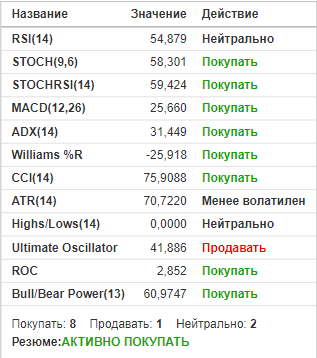 Название Значение Действие
RSI(14) 54,879 Нейтрально
STOCH(9,6) 58,301 Покупать
STOCHRSI(14) 59,424 Покупать
MACD(12,26) 25,660 Покупать
ADX(14) 31,449 Покупать
Williams %R -25,918 Покупать
CCI(14) 75,9088 Покупать
ATR(14) 70,7220 Менее волатилен
Highs/Lows(14) 0,0000 Нейтрально
Ultimate Oscillator 41,886 Продавать
ROC 2,852 Покупать
Bull/Bear Power(13) 60,9747 Покупать
Покупать: 8 Продавать: 1 Нейтрально: 2
Резюме:АКТИВНО ПОКУПАТЬ